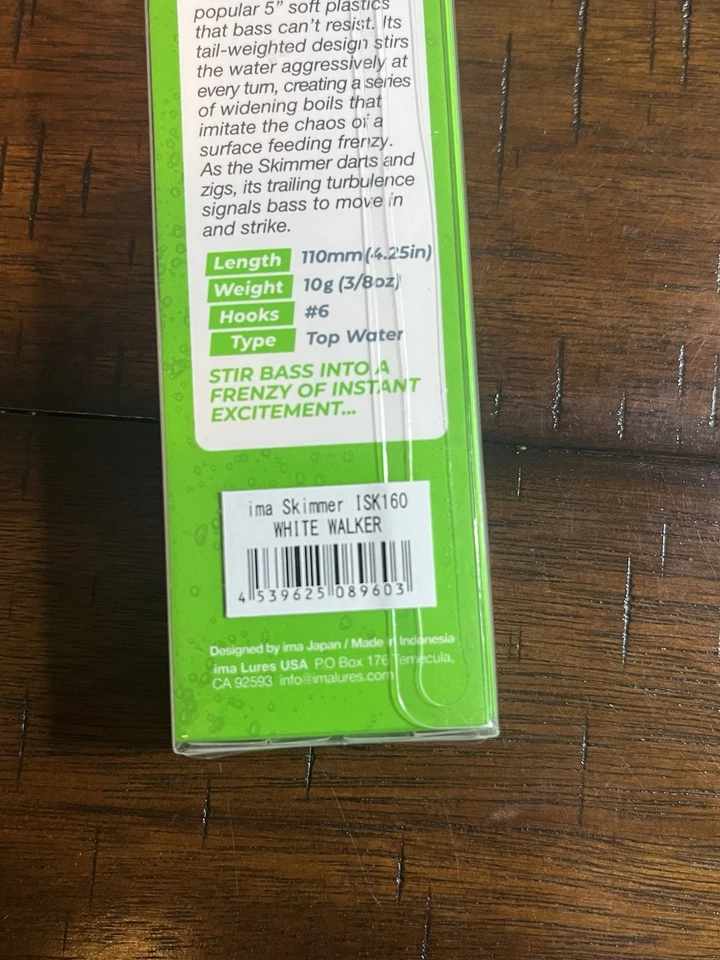 popular 5” soft plastics
that bass can't resist. Its
tail-weighted design stirs
the water aggressively at
every turn, creating a series
of widening boils that
imitate the chaos of a
surface feeding frenzy.
As the Skimmer darts and
zigs, its trailing turbulence
signals bass to move in
and strike.
Length 110mm(4.25in)
Weight 10g (3/8oz)
Hooks #6
Type Top Water
STIR BASS INTO A
FRENZY OF INSTANT
EXCITEMENT...
ima Skimmer ISK160
WHITE WALKER
4 539625 089603
Designed by ima Japan / Made in Indonesia
ima Lures USA P.O Box 176 Temecula,
CA 92593 info@imalures.com